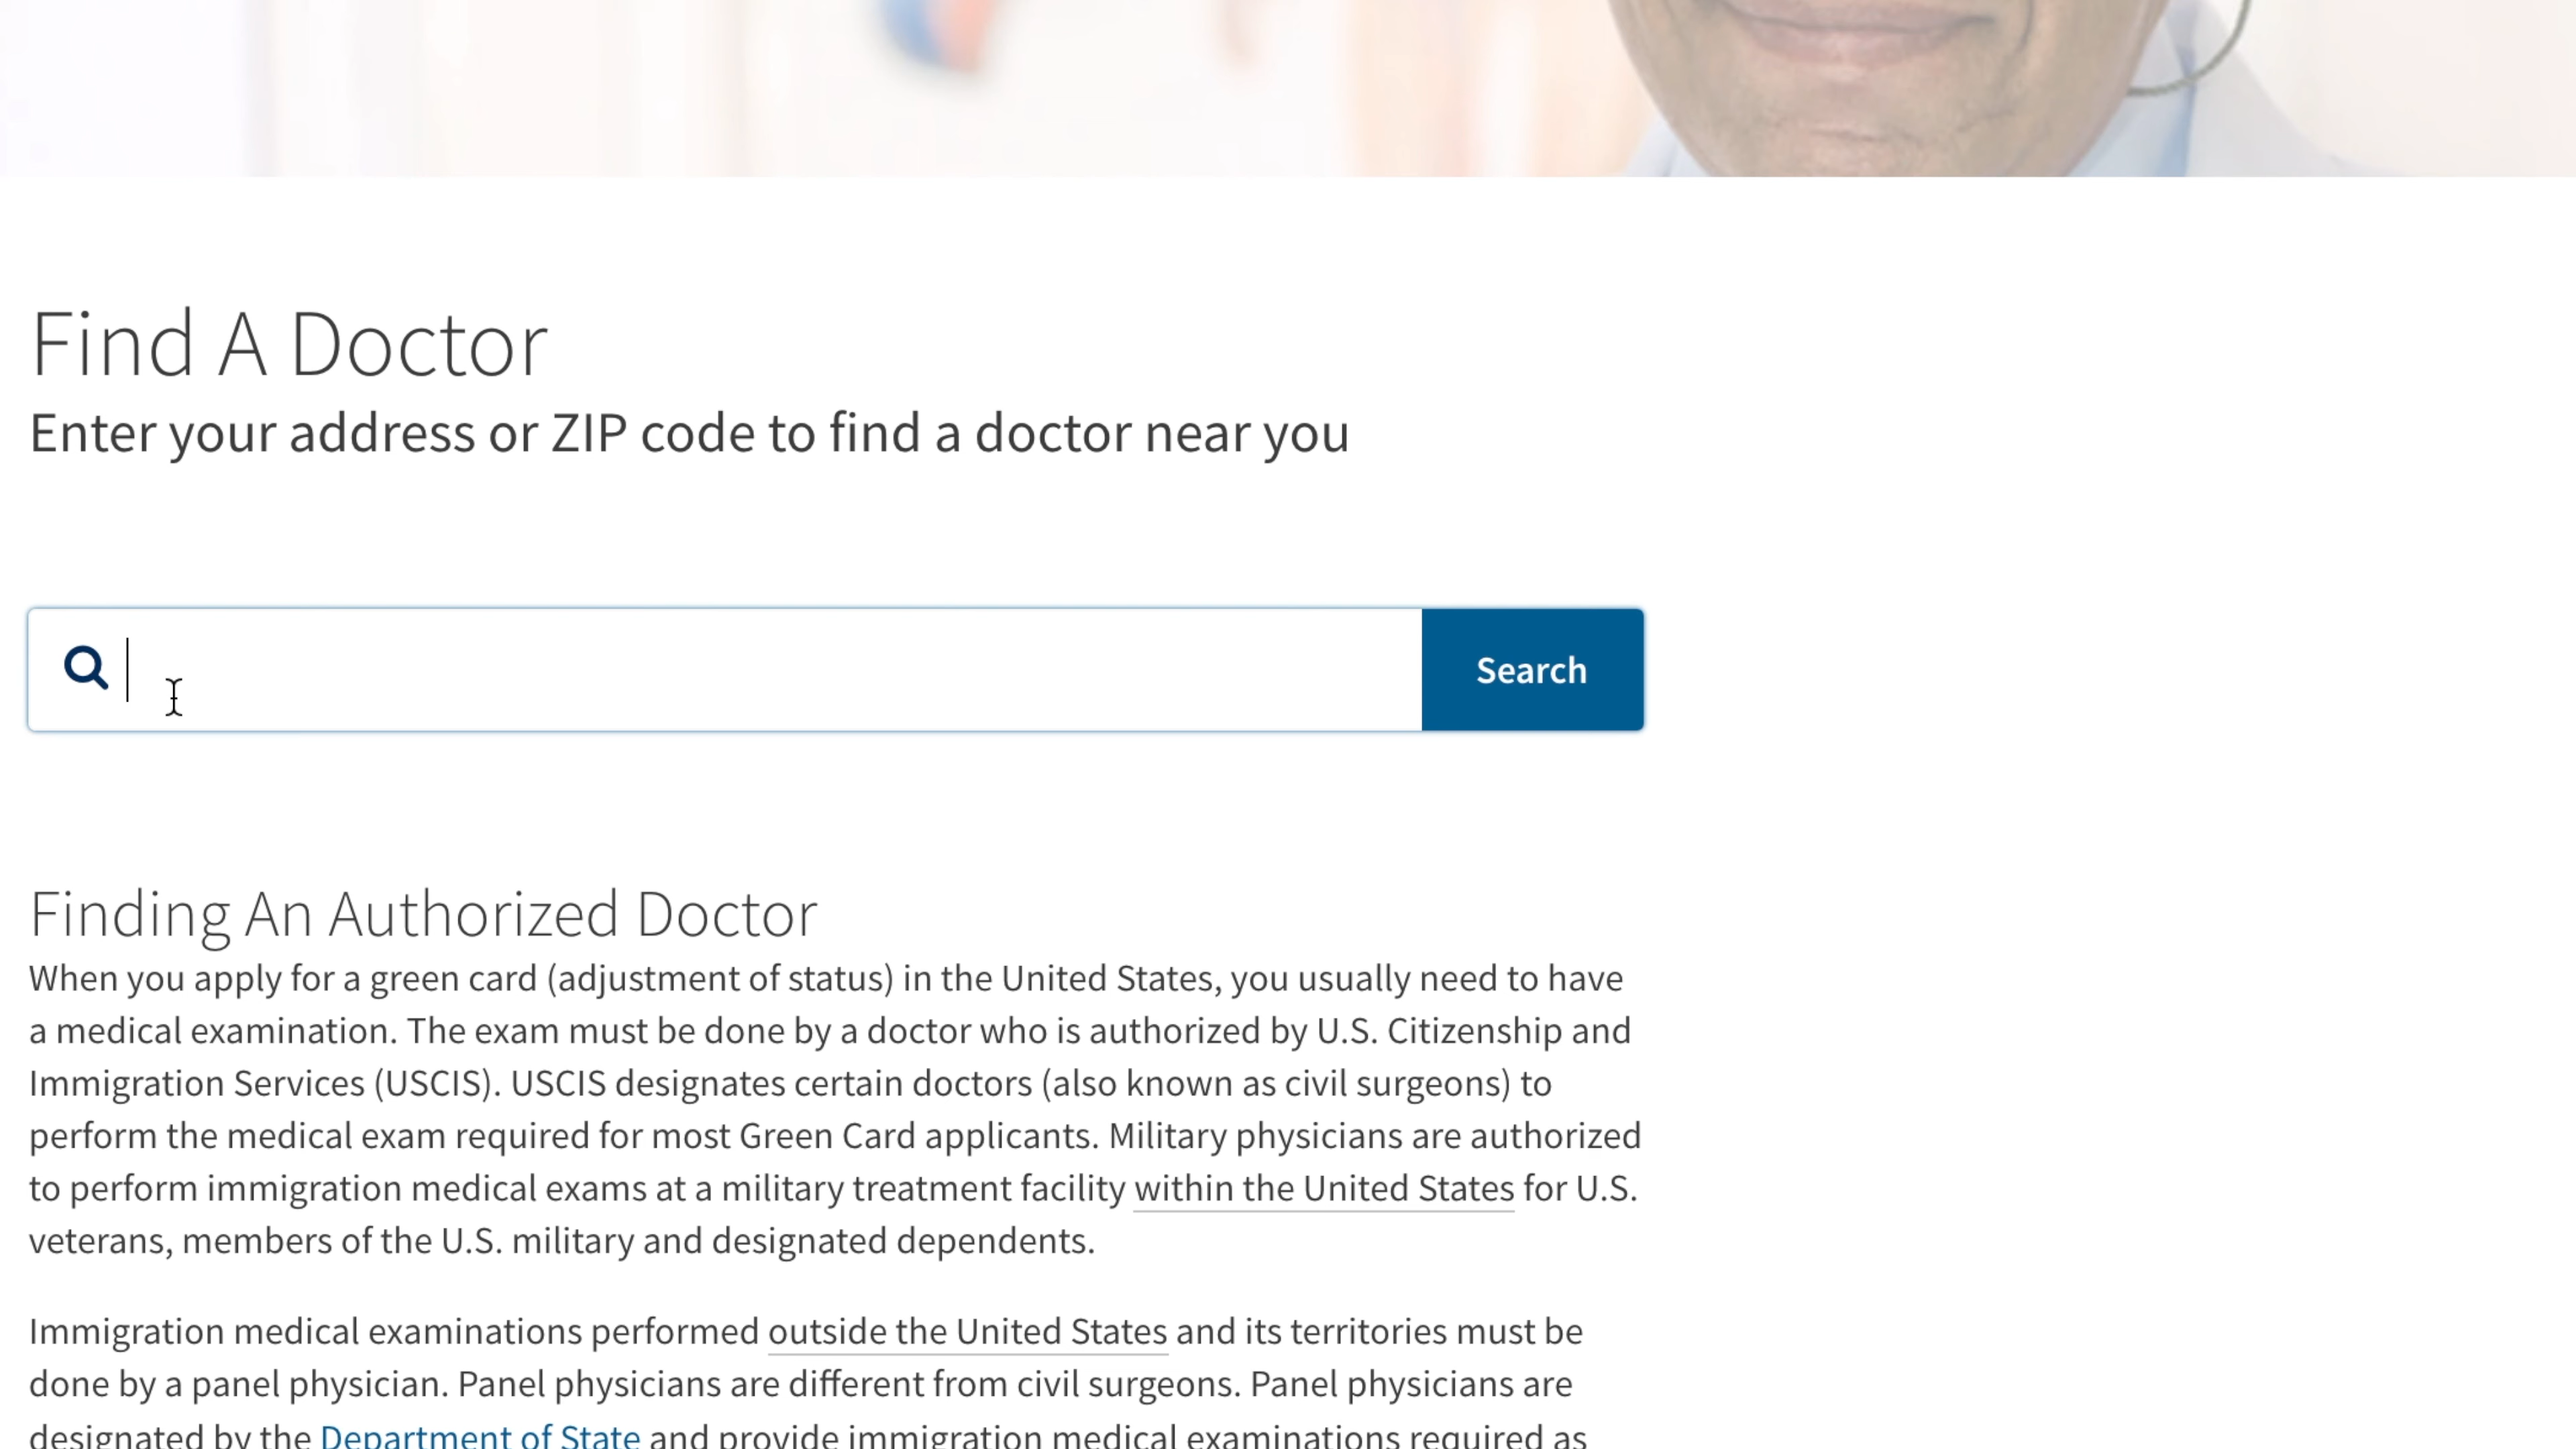 Find A Doctor
Enter your address or ZIP code to find a doctor near you
Search
Finding An Authorized Doctor
When you apply for a green card (adjustment of status) in the United States, you usually need to have
a medical examination. The exam must be done by a doctor who is authorized by U.S. Citizenship and
Immigration Services (USCIS). USCIS designates certain doctors (also known as civil surgeons) to
perform the medical exam required for most Green Card applicants. Military physicians are authorized
to perform immigration medical exams at a military treatment facility within the United States for U.S.
veterans, members of the U.S. military and designated dependents.
Immigration medical examinations performed outside the United States and its territories must be
done by a panel physician. Panel physicians are different from civil surgeons. Panel physicians are
designated by the Department of State and provide immigration medical examinations required as